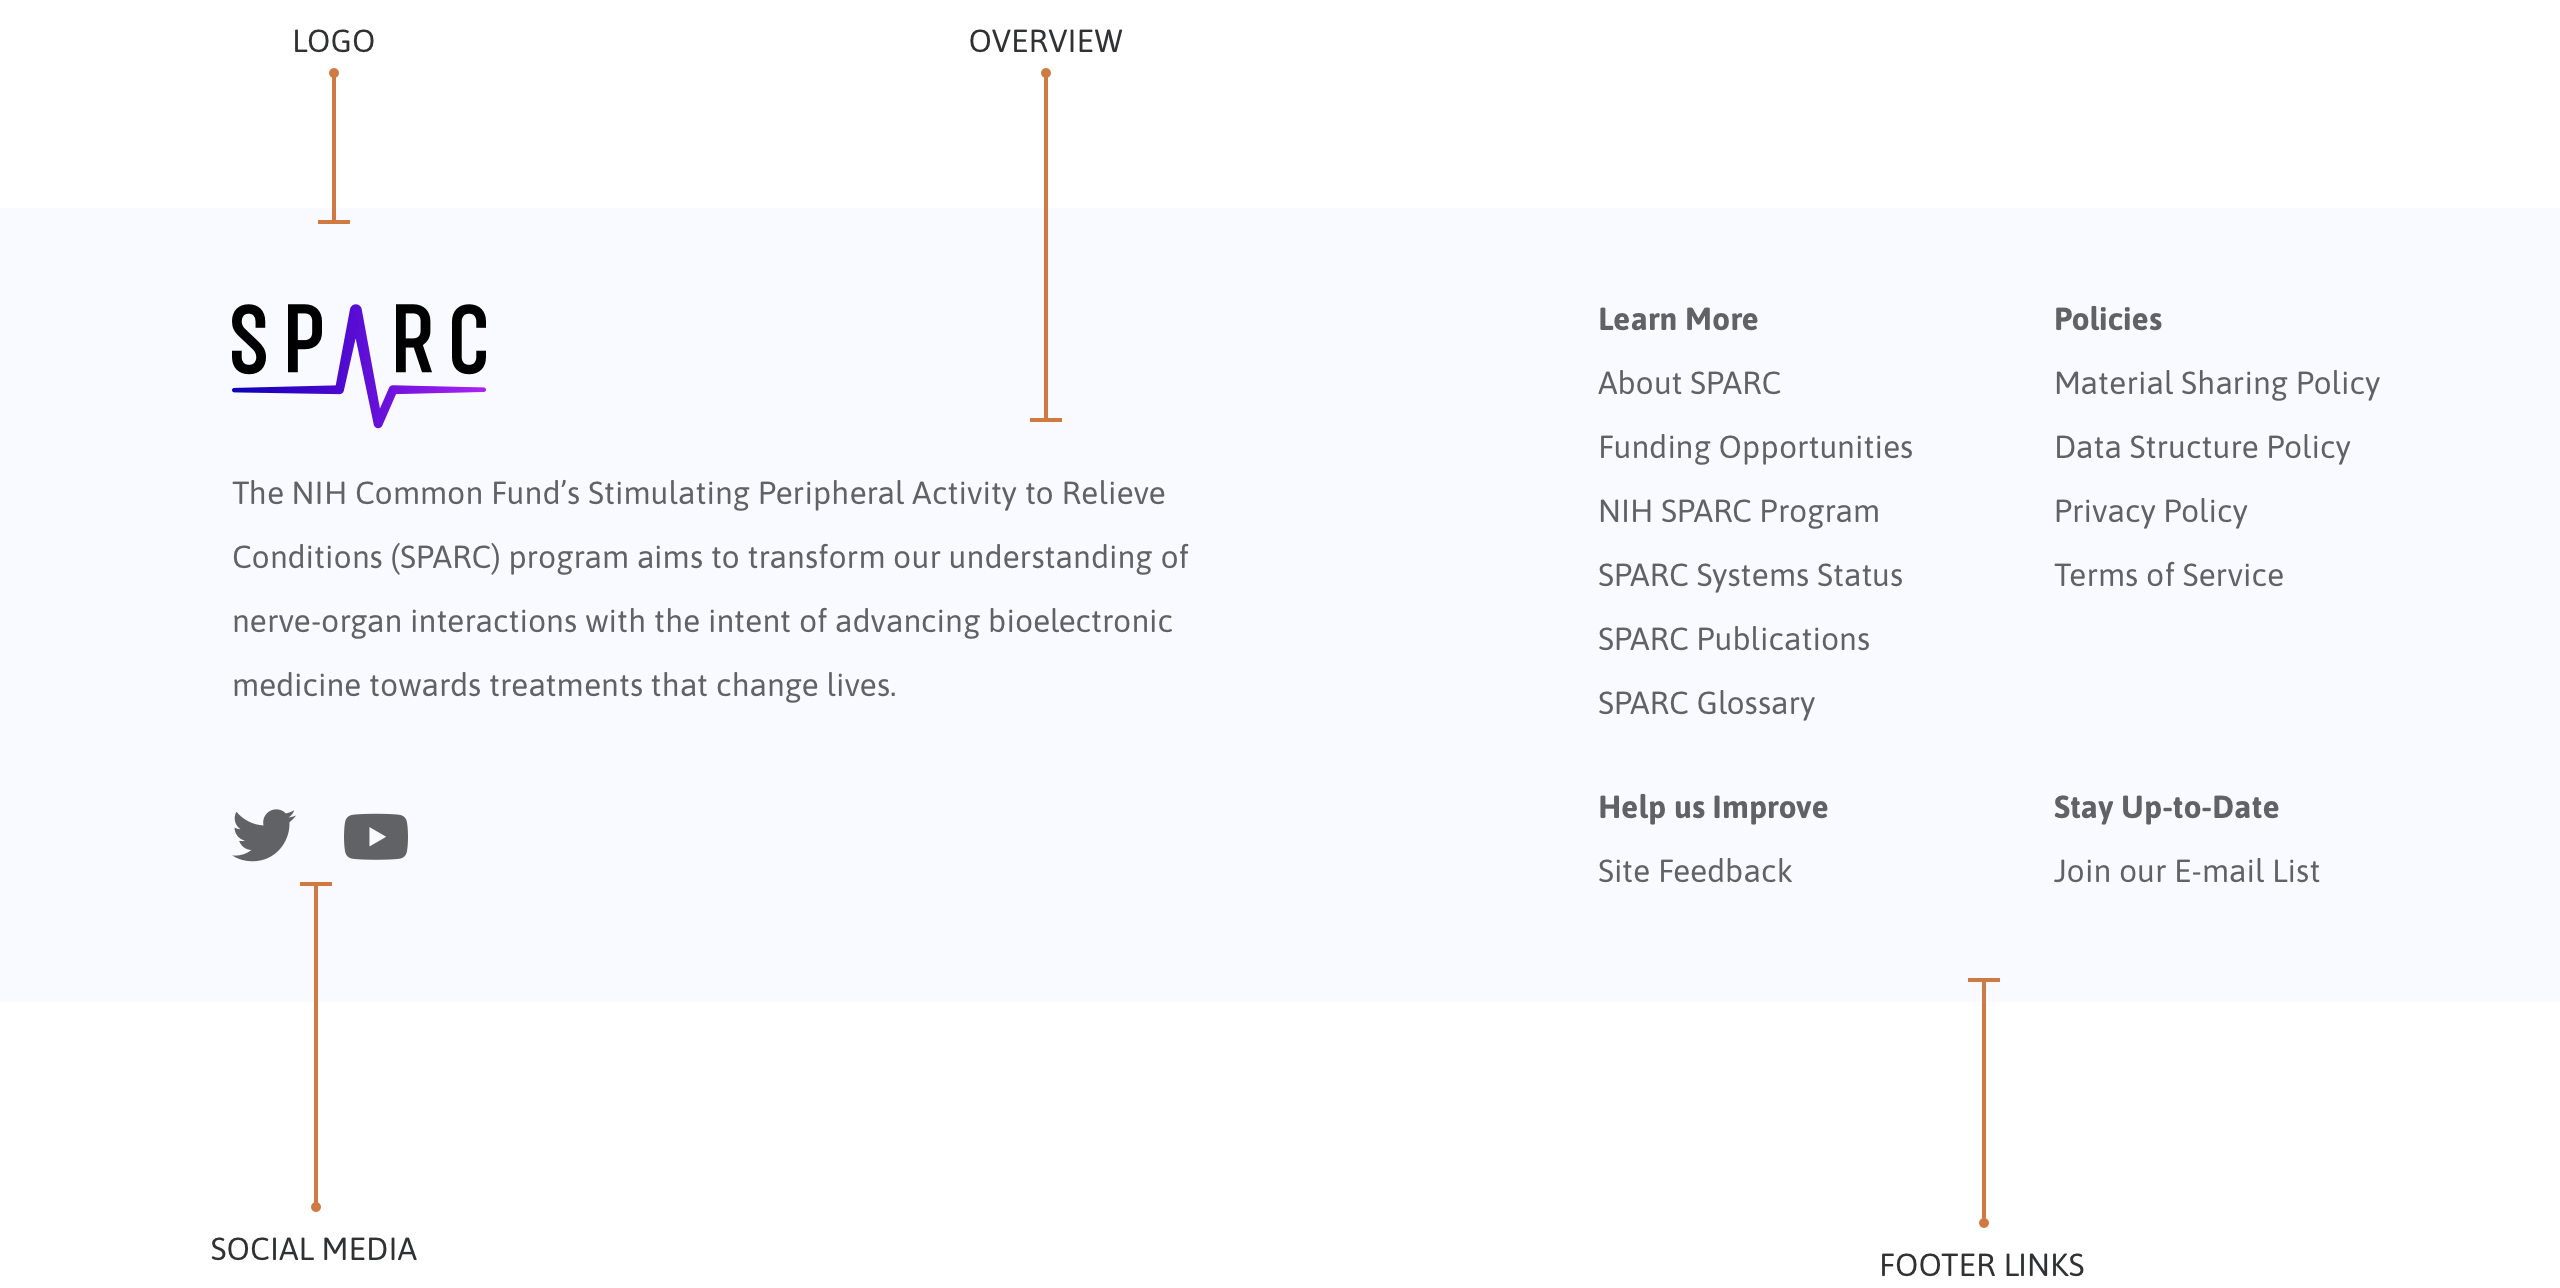 LOGO
OVERVIEW
SPARC
The NIH Common Fund’s Stimulating Peripheral Activity to Relieve
Conditions (SPARC) program aims to transform our understanding of
nerve-organ interactions with the intent of advancing bioelectronic
medicine towards treatments that change lives.
Learn More
About SPARC
Funding Opportunities
NIH SPARC Program
SPARC Systems Status
SPARC Publications
SPARC Glossary
Policies
Material Sharing Policy
Data Structure Policy
Privacy Policy
Terms of Service
Help us Improve
Site Feedback
Stay Up-to-Date
Join our E-mail List
SOCIAL MEDIA
FOOTER LINKS